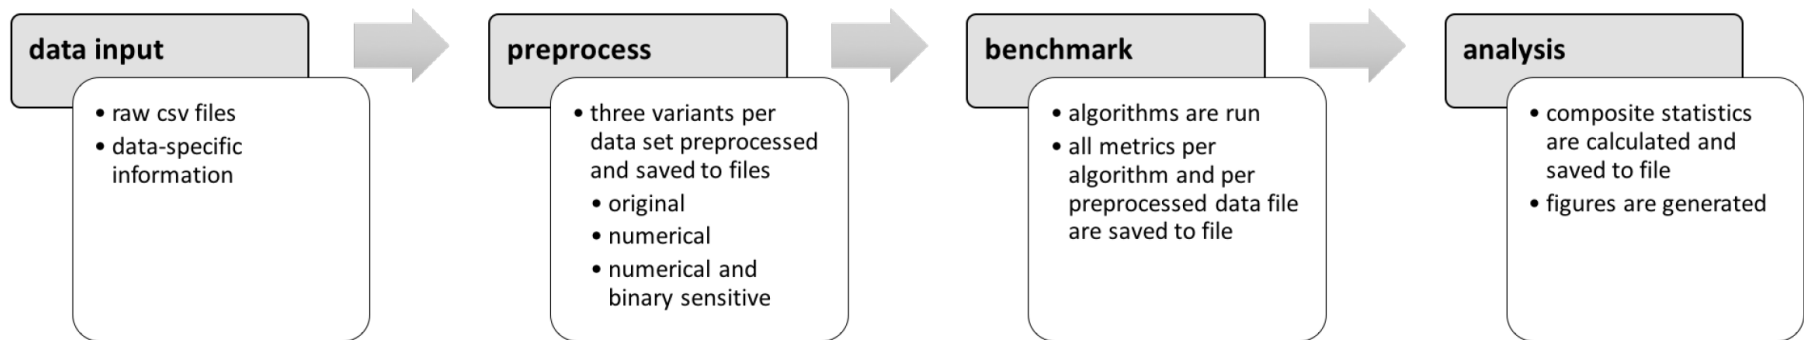 data input
• raw csv files
• data-specific
information
preprocess
• three variants per
data set preprocessed
and saved to files
• original
• numerical
• numerical and
binary sensitive
benchmark
• algorithms are run
• all metrics per
algorithm and per
preprocessed data file
are saved to file
analysis
• composite statistics
are calculated and
saved to file
• figures are generated